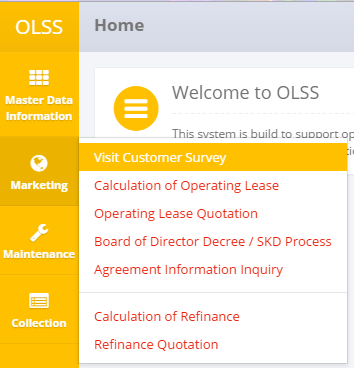 OLSS
Home
Master Data
Information
Welcome to OLSS
This system is build to support op
Marketing
Visit Customer Survey
Calculation of Operating Lease
Operating Lease Quotation
Board of Director Decree / SKD Process
Agreement Information Inquiry
Calculation of Refinance
Refinance Quotation
Maintenance
Collection